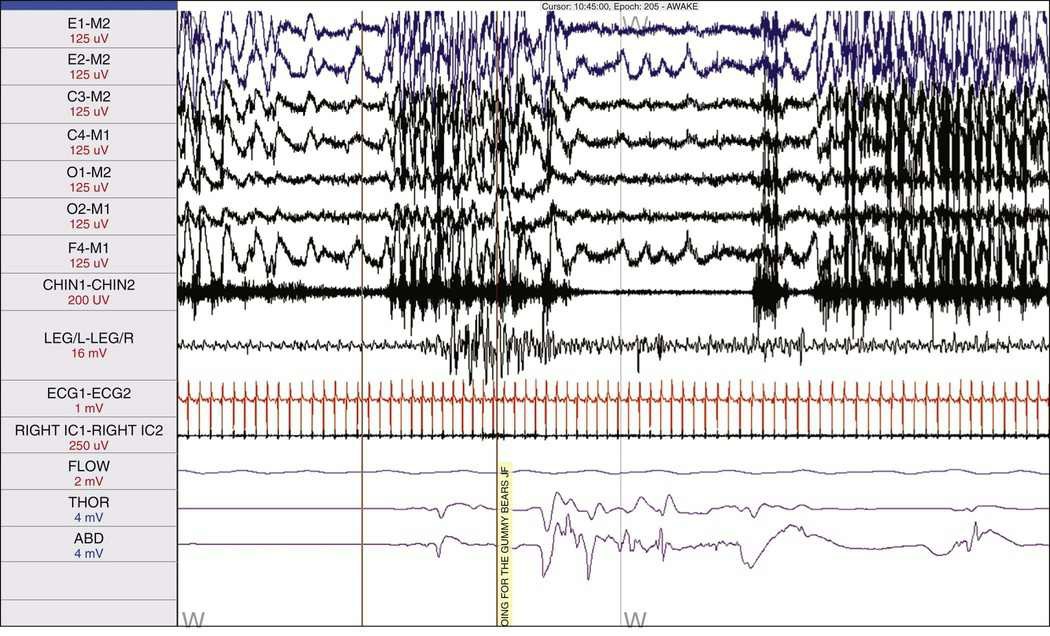 Cursor: 10:45:00, Epoch: 205 - AWAKE
E1-M2
125 uV
W
E2-M2
125 uV
C3-M2
125 uV
C4-M1
125 uV
O1-M2
125 uV
O2-M1
125 uV
F4-M1
125 uV
CHIN1-CHIN2
200 UV
LEG/L-LEG/R
16 mV
ECG1-ECG2
1 mV
RIGHT IC1-RIGHT IC2
250 uV
FLOW
2 mV
THOR
4 mV
ABD
4 mV
OING FOR THE GUMMY BEARS JF
W
W